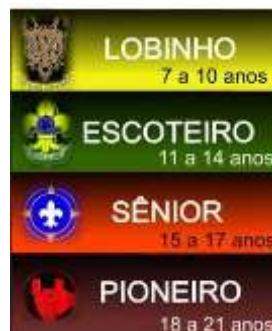 LOBINHO
7 a 10 anos
ESCOTEIRO
11 a 14 anos
SÊNIOR
15 a 17 anos
PIONEIRO
18 a 21 anos